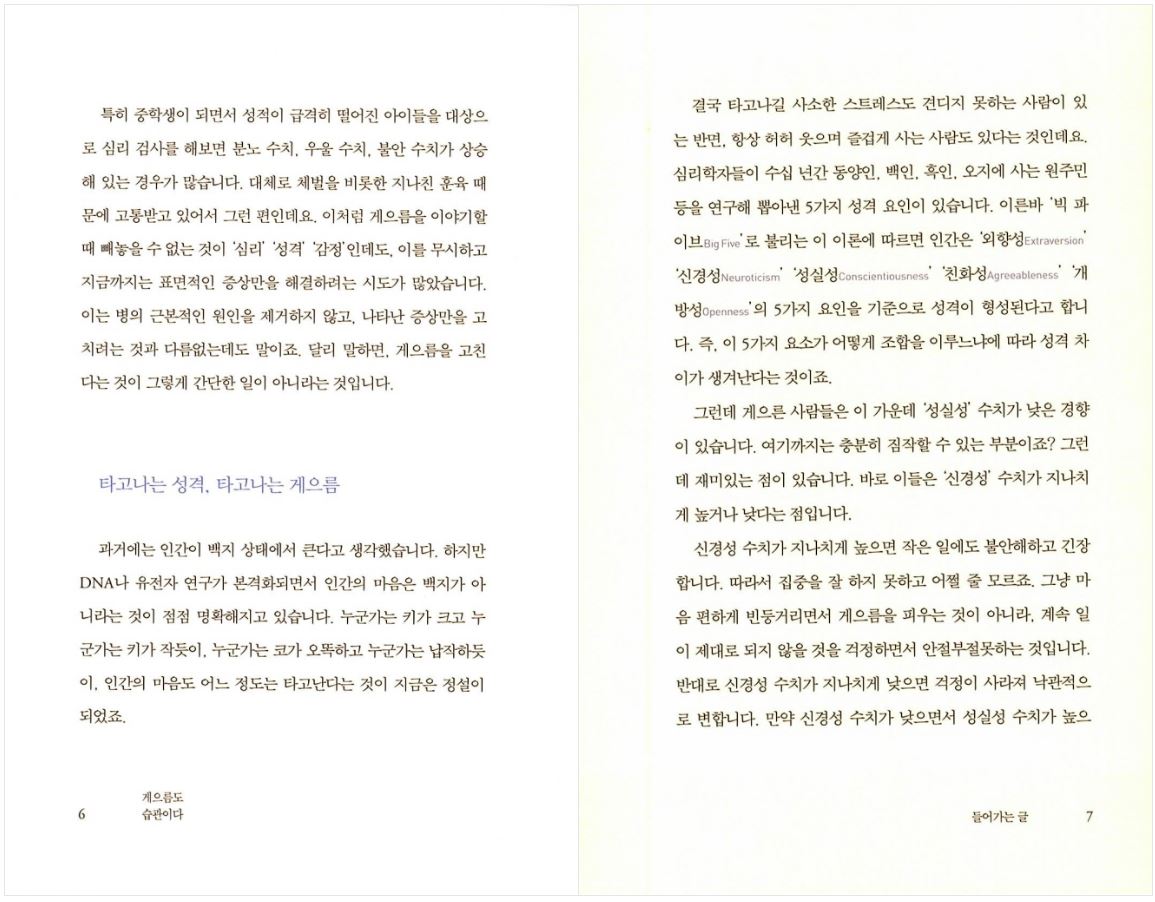 특히 중학생이 되면서 성적이 급격히 떨어진 아이들을 대상으
로 심리 검사를 해보면 분노 수치, 우울 수치, 불안 수치가 상승
해 있는 경우가 많습니다. 대체로 체벌을 비롯한 지나친 훈육 때
문에 고통받고 있어서 그런 편인데요. 이처럼 게으름을 이야기할
때 빼놓을 수 없는 것이 ‘심리’ ‘성격’ ‘감정’인데도, 이를 무시하고
지금까지는 표면적인 증상만을 해결하려는 시도가 많았습니다.
이는 병의 근본적인 원인을 제거하지 않고, 나타난 증상만을 고
치려는 것과 다름없는데도 말이죠. 달리 말하면, 게으름을 고친
다는 것이 그렇게 간단한 일이 아니라는 것입니다.
타고나는 성격, 타고나는 게으름
과거에는 인간이 백지 상태에서 큰다고 생각했습니다. 하지만
DNA나 유전자 연구가 본격화되면서 인간의 마음은 백지가 아
니라는 것이 점점 명확해지고 있습니다. 누군가는 키가 크고 누
군가는 키가 작듯이, 누군가는 코가 오똑하고 누군가는 납작하듯
이, 인간의 마음도 어느 정도는 타고난다는 것이 지금은 정설이
되었죠.
6
게으름도
습관이다
결국 타고나길 사소한 스트레스도 견디지 못하는 사람이 있
는 반면, 항상 허허 웃으며 즐겁게 사는 사람도 있다는 것인데요.
심리학자들이 수십 년간 동양인, 백인, 흑인, 오지에 사는 원주민
등을 연구해 뽑아낸 5가지 성격 요인이 있습니다. 이른바 ‘빅 파
이브Big Five’로 불리는 이 이론에 따르면 인간은 ‘외향성Extraversion’
‘신경성Neuroticism’ ‘성실성Conscientiousness’ ‘친화성Agreeableness’ ‘개
방성Openness’의 5가지 요인을 기준으로 성격이 형성된다고 합니
다. 즉, 이 5가지 요소가 어떻게 조합을 이루느냐에 따라 성격 차
이가 생겨난다는 것이죠.
그런데 게으른 사람들은 이 가운데 ‘성실성’ 수치가 낮은 경향
이 있습니다. 여기까지는 충분히 짐작할 수 있는 부분이죠? 그런
데 재미있는 점이 있습니다. 바로 이들은 ‘신경성’ 수치가 지나치
게 높거나 낮다는 점입니다.
신경성 수치가 지나치게 높으면 작은 일에도 불안해하고 긴장
합니다. 따라서 집중을 잘 하지 못하고 어쩔 줄 모르죠. 그냥 마
음 편하게 빈둥거리면서 게으름을 피우는 것이 아니라, 계속 일
이 제대로 되지 않을 것을 걱정하면서 안절부절못하는 것입니다.
반대로 신경성 수치가 지나치게 낮으면 걱정이 사라져 낙관적으
로 변합니다. 만약 신경성 수치가 낮으면서 성실성 수치가 높으
들어가는 글
7